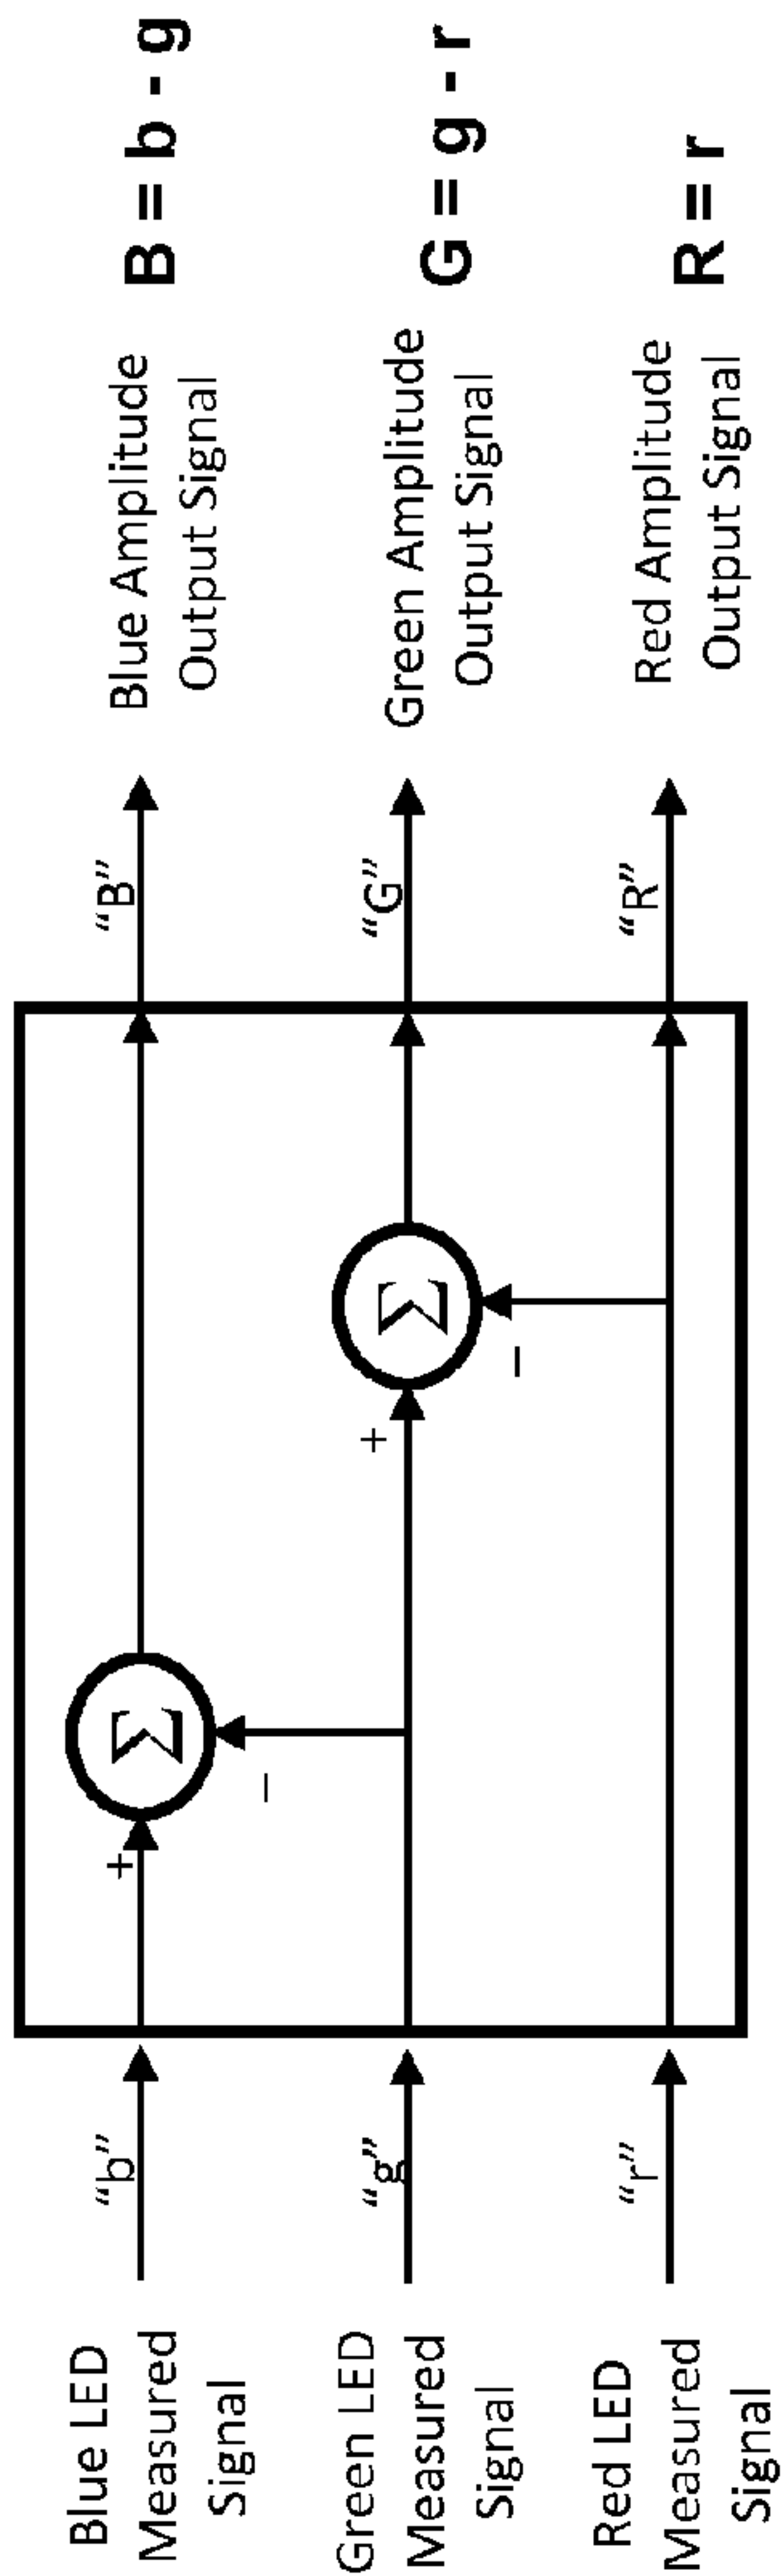 Blue LED
Measured
Signal
“b”
+
–
Σ
“B”
Blue Amplitude
Output Signal
B = b - g
Green LED
Measured
Signal
“g”
+
–
Σ
“G”
Green Amplitude
Output Signal
G = g - r
Red LED
Measured
Signal
“r”
“R”
Red Amplitude
Output Signal
R = r